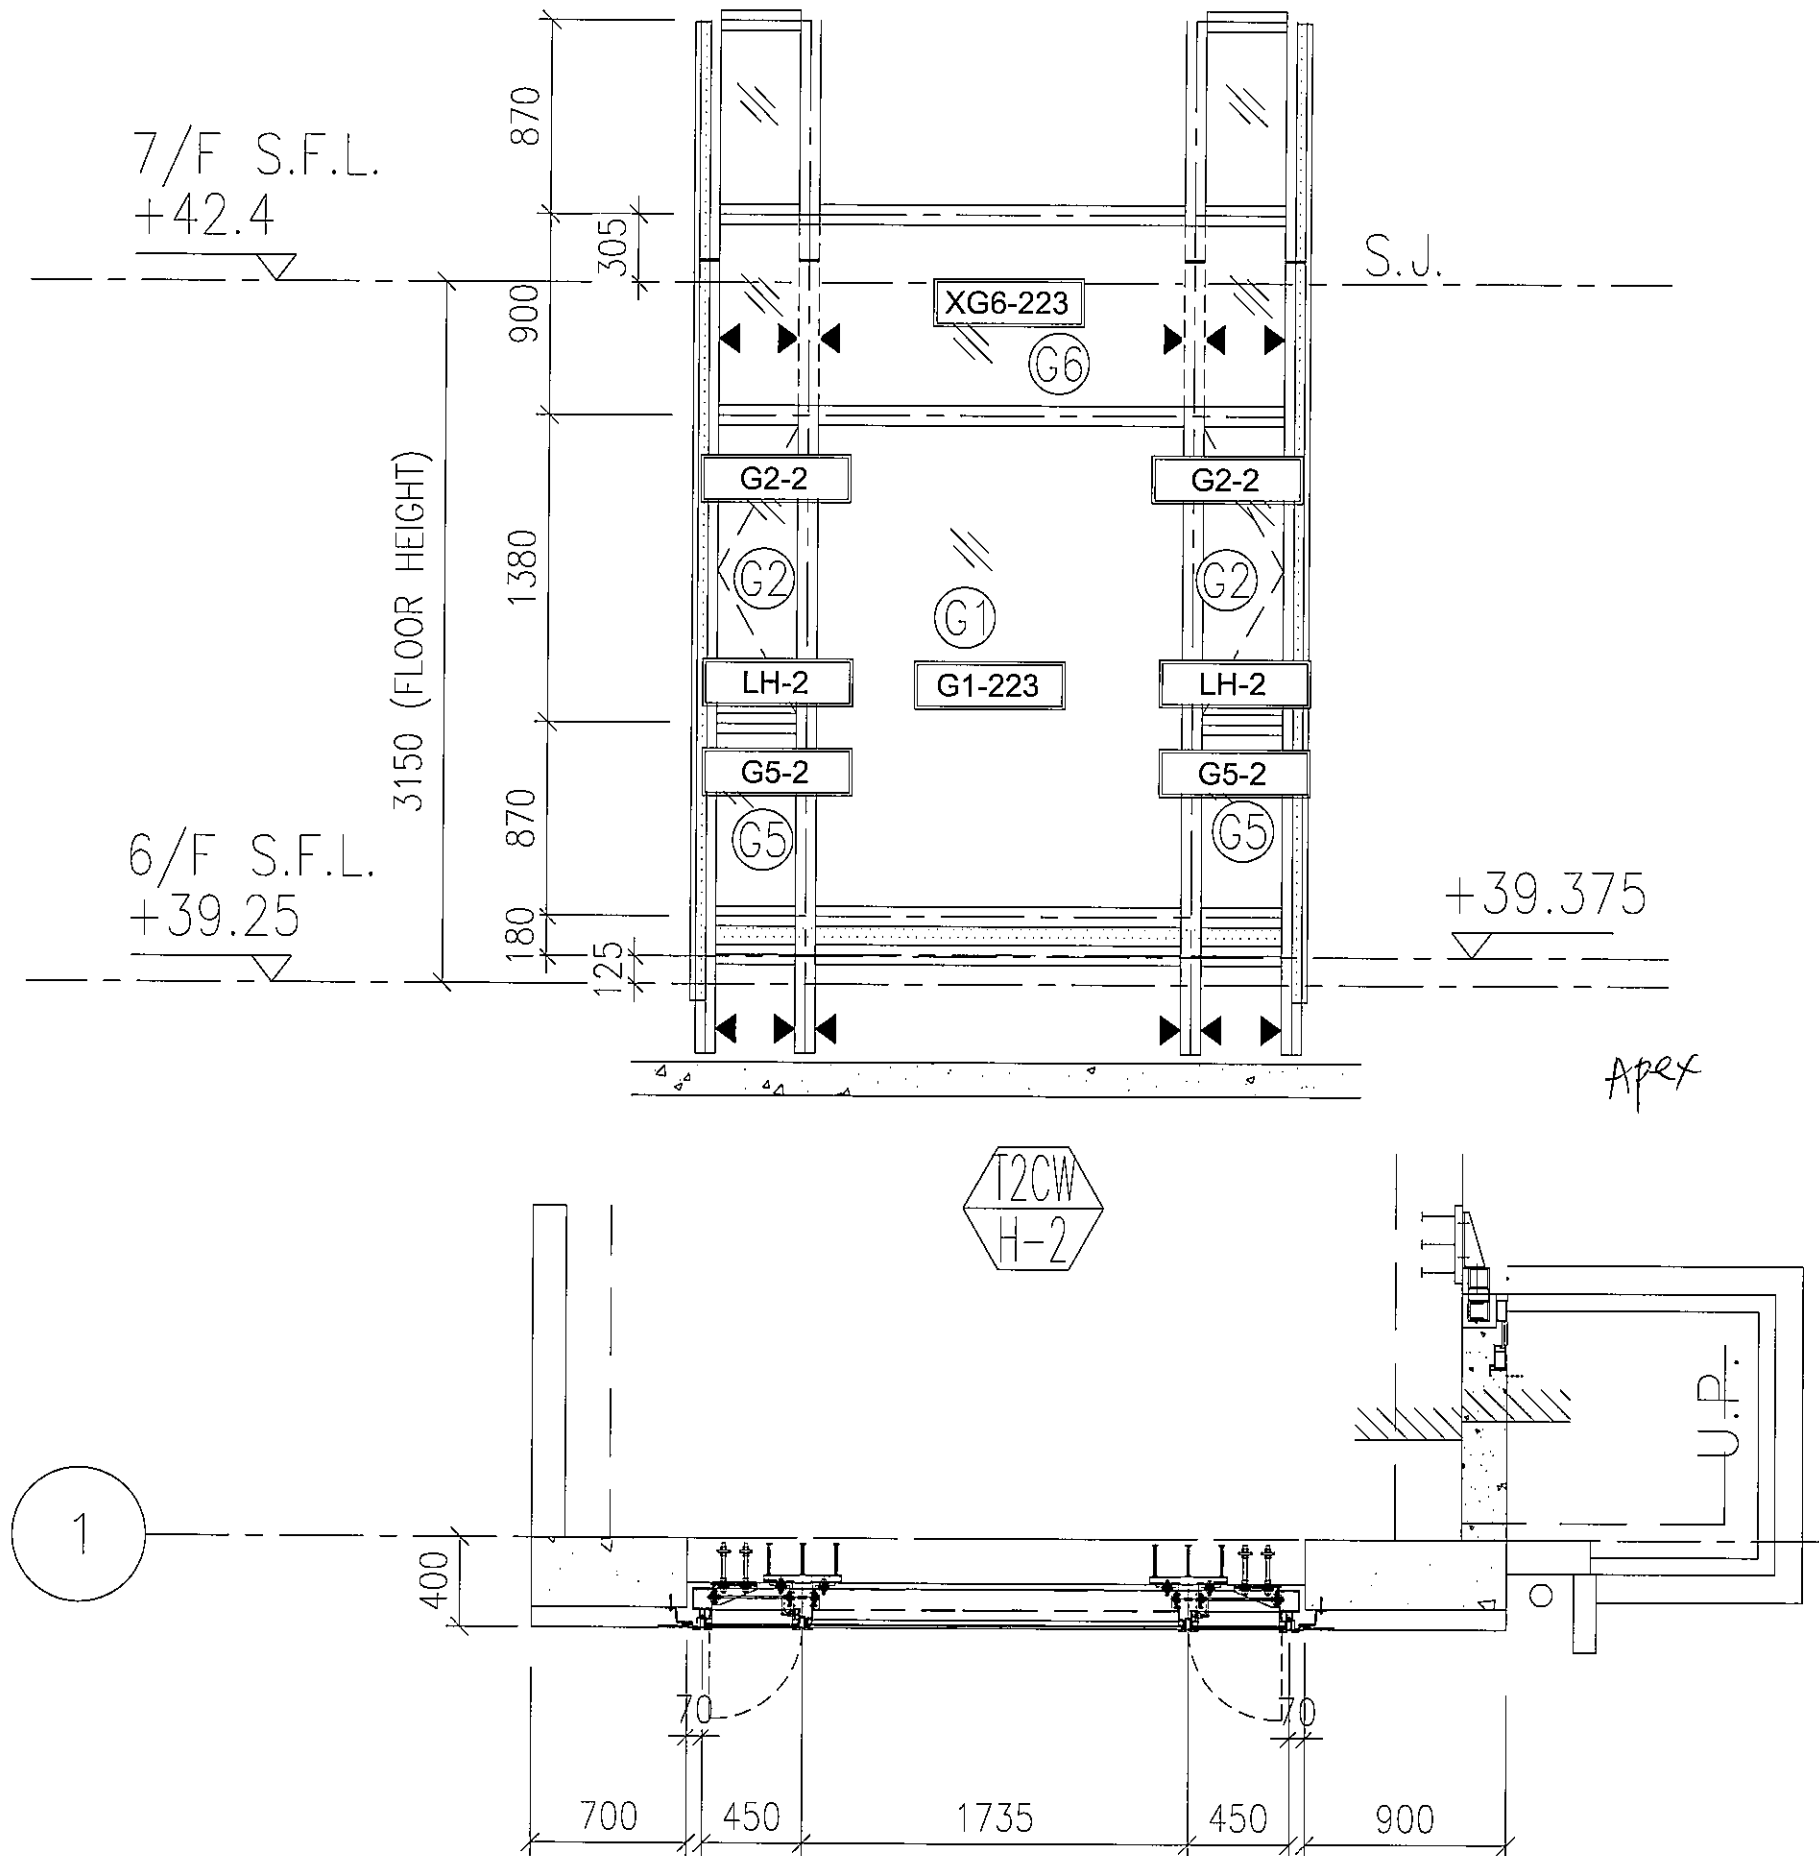 870
7/F S.F.L.
+42.4
305
S.J.
900
XG6-223
G6
3150 (FLOOR HEIGHT)
G2-2
G2-2
1380
G2
G2
G1
LH-2
G1-223
LH-2
G5-2
G5-2
870
G5
G5
6/F S.F.L.
+39.25
+39.375
180
125
Apex
T2CW
H-2
U.P.
1
400
70
70
700
450
1735
450
900